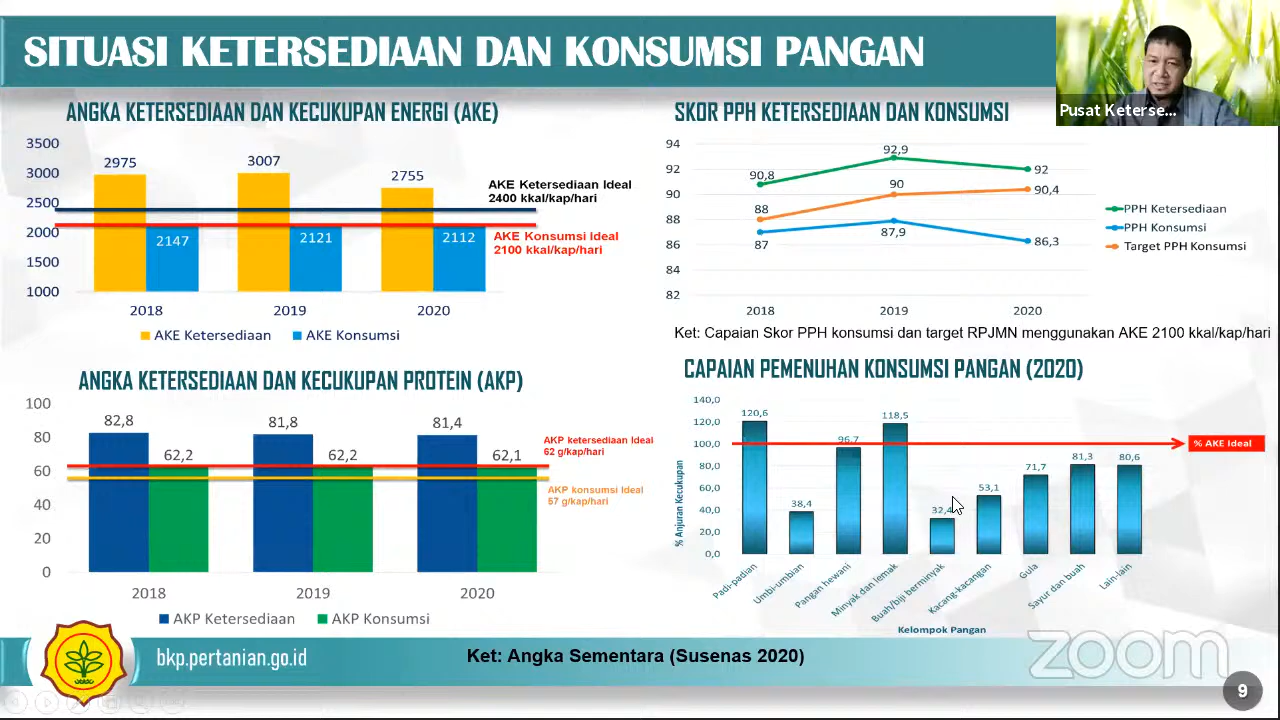 SITUASI KETERSEDIAAN DAN KONSUMSI PANGAN
Pusat Keterse...
ANGKA KETERSEDIAAN DAN KECUKUPAN ENERGI (AKE)
3500
3000
2500
2000
1500
1000
2975
3007
2755
2147
2121
2112
AKE Ketersediaan Ideal
2400 kkal/kap/hari
AKE Konsumsi Ideal
2100 kkal/kap/hari
2018
2019
2020
AKE Ketersediaan
AKE Konsumsi
SKOR PPH KETERSEDIAAN DAN KONSUMSI
94
92
90
88
86
84
82
90,8
92,9
92
88
90
90,4
87
87,9
86,3
2018
2019
2020
PPH Ketersediaan
PPH Konsumsi
Target PPH Konsumsi
Ket: Capaian Skor PPH konsumsi dan target RPJMN menggunakan AKE 2100 kkal/kap/hari
ANGKA KETERSEDIAAN DAN KECUKUPAN PROTEIN (AKP)
100
80
60
40
20
0
82,8
81,8
81,4
62,2
62,2
62,1
AKP ketersediaan Ideal
62 g/kap/hari
AKP konsumsi Ideal
57 g/kap/hari
2018
2019
2020
AKP Ketersediaan
AKP Konsumsi
CAPAIAN PEMENUHAN KONSUMSI PANGAN (2020)
% Anjuran Kecukupan
140,0
120,0
100,0
80,0
60,0
40,0
20,0
0,0
120,6
38,4
96,7
118,5
32,4
53,1
71,7
81,3
80,6
% AKE Ideal
Padi-padian
Umbi-umbian
Pangan hewani
Minyak dan lemak
Buah/biji berminyak
Kacang-kacangan
Gula
Sayur dan buah
Lain-lain
Kelompok Pangan
bkp.pertanian.go.id
Ket: Angka Sementara (Susenas 2020)
zoom
9